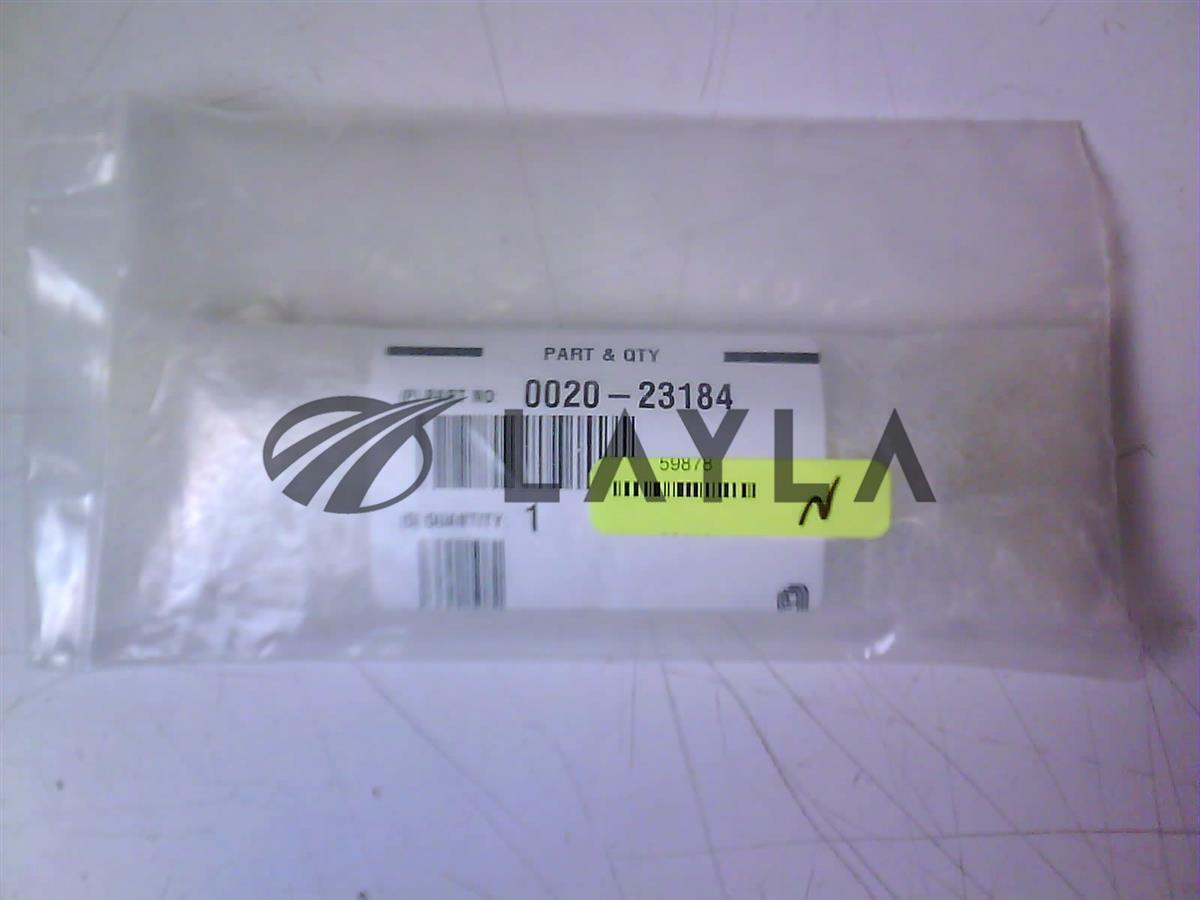 PART & QTY
(P) PART NO 0020-23184
LAYLA
59878
N
(Q) QUANTITY 1